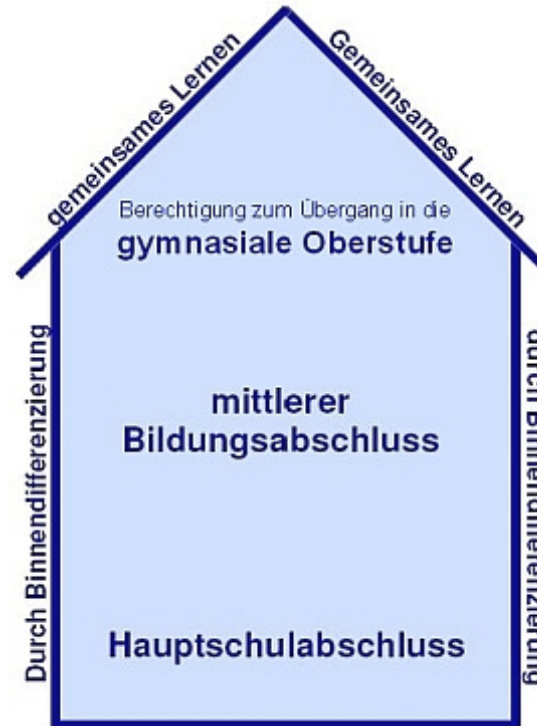 gemeinsames Lernen
Gemeinsames Lernen
Berechtigung zum Übergang in die
gymnasiale Oberstufe
Durch Binnendifferenzierung
durch Binnendifferenzierung
mittlerer
Bildungsabschluss
Hauptschulabschluss